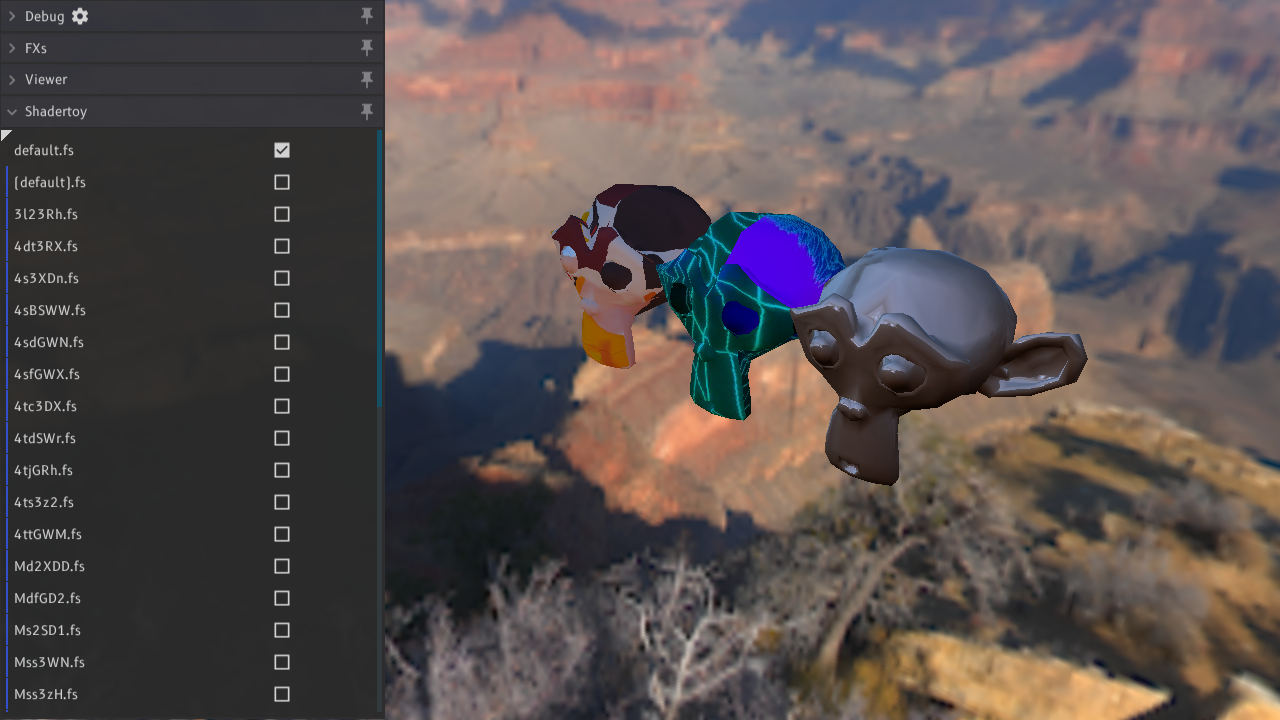 Debug
FXs
Viewer
Shadertoy
default.fs
(default).fs
3l23Rh.fs
4dt3RX.fs
4s3XDn.fs
4sBSWW.fs
4sdGWN.fs
4sfGWX.fs
4tc3DX.fs
4tdSWr.fs
4tjGRh.fs
4ts3z2.fs
4ttGWM.fs
Md2XDD.fs
MdfGD2.fs
Ms2SD1.fs
Mss3WN.fs
Mss3zH.fs